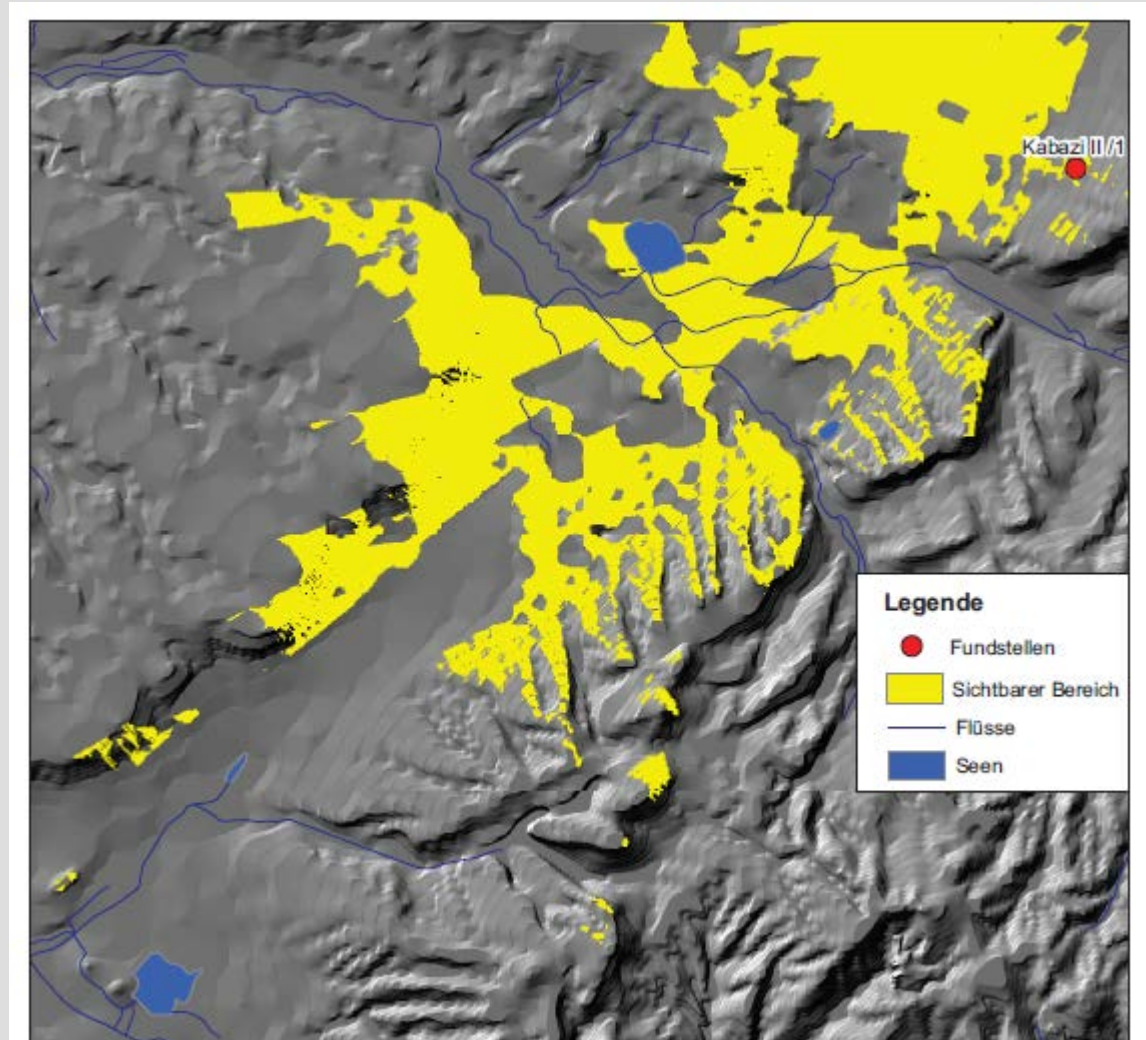 Kabazi II /1
Legende
Fundstellen
Sichtbarer Bereich
Flüsse
Seen